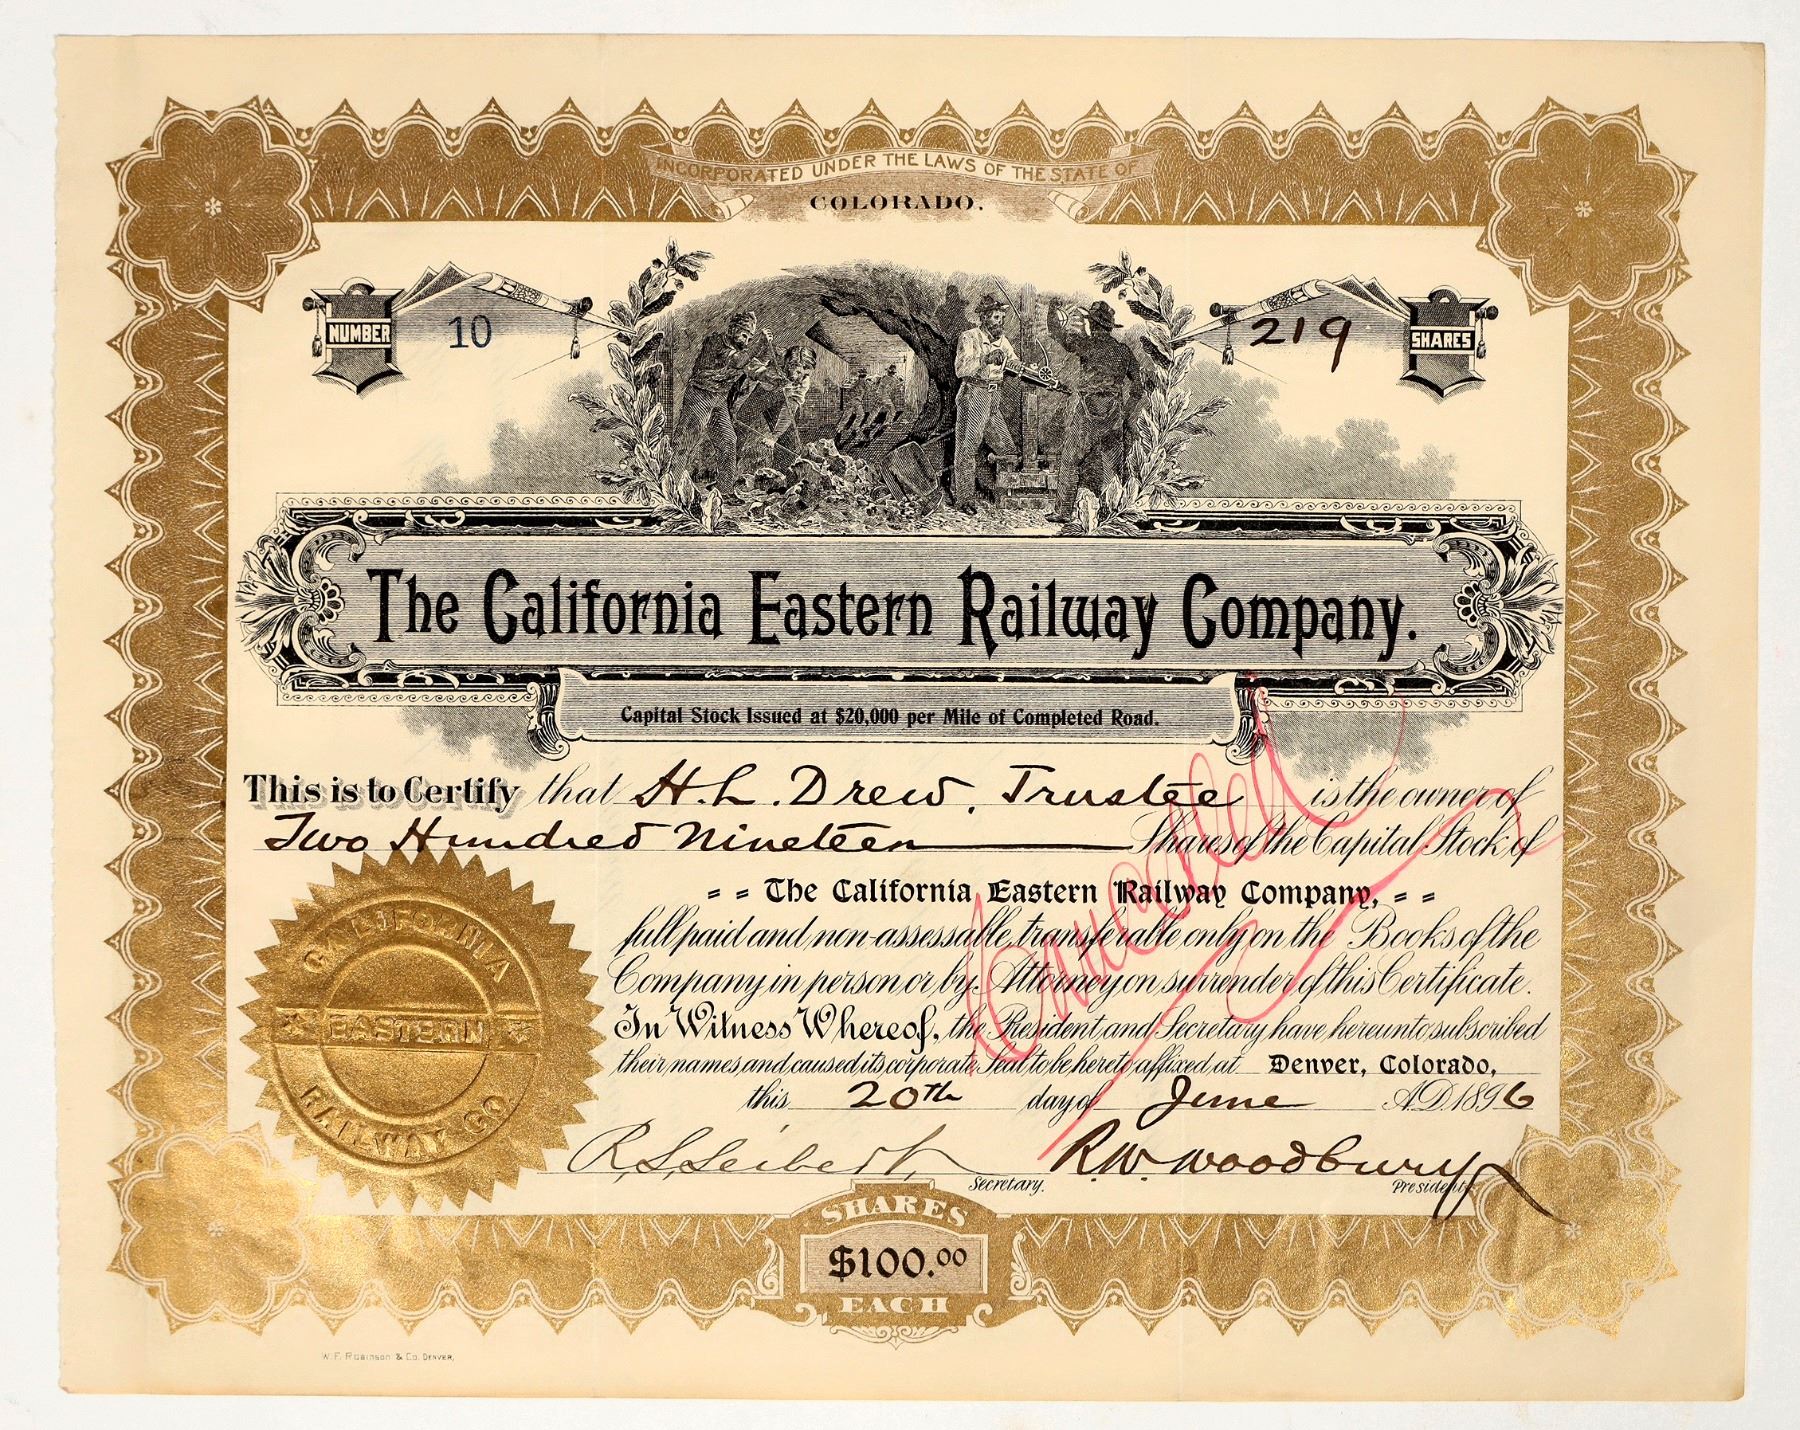 INCORPORATED UNDER THE LAWS OF THE STATE OF
COLORADO.
NUMBER 10
219 SHARES
The California Eastern Railway Company.
Capital Stock Issued at $20,000 per Mile of Completed Road.
This is to Certify that H. L. Drew, Trustee is the owner of
Two Hundred Nineteen Shares of the Capital Stock of
The California Eastern Railway Company,
full paid and non-assessable, transferable only on the Books of the
Company in person or by Attorney on surrender of this Certificate.
In Witness Whereof, the President and Secretary have hereunto subscribed
their names, and caused its corporate Seal to be hereto affixed at Denver, Colorado,
this 20th day of June A.D. 1896
Cancelled
CALIFORNIA
EASTERN
RAILWAY CO.
R. S. Seibert, Secretary.
R. W. Woodbury President.
SHARES
$100.00
EACH
W. F. Robinson & Co. Denver,